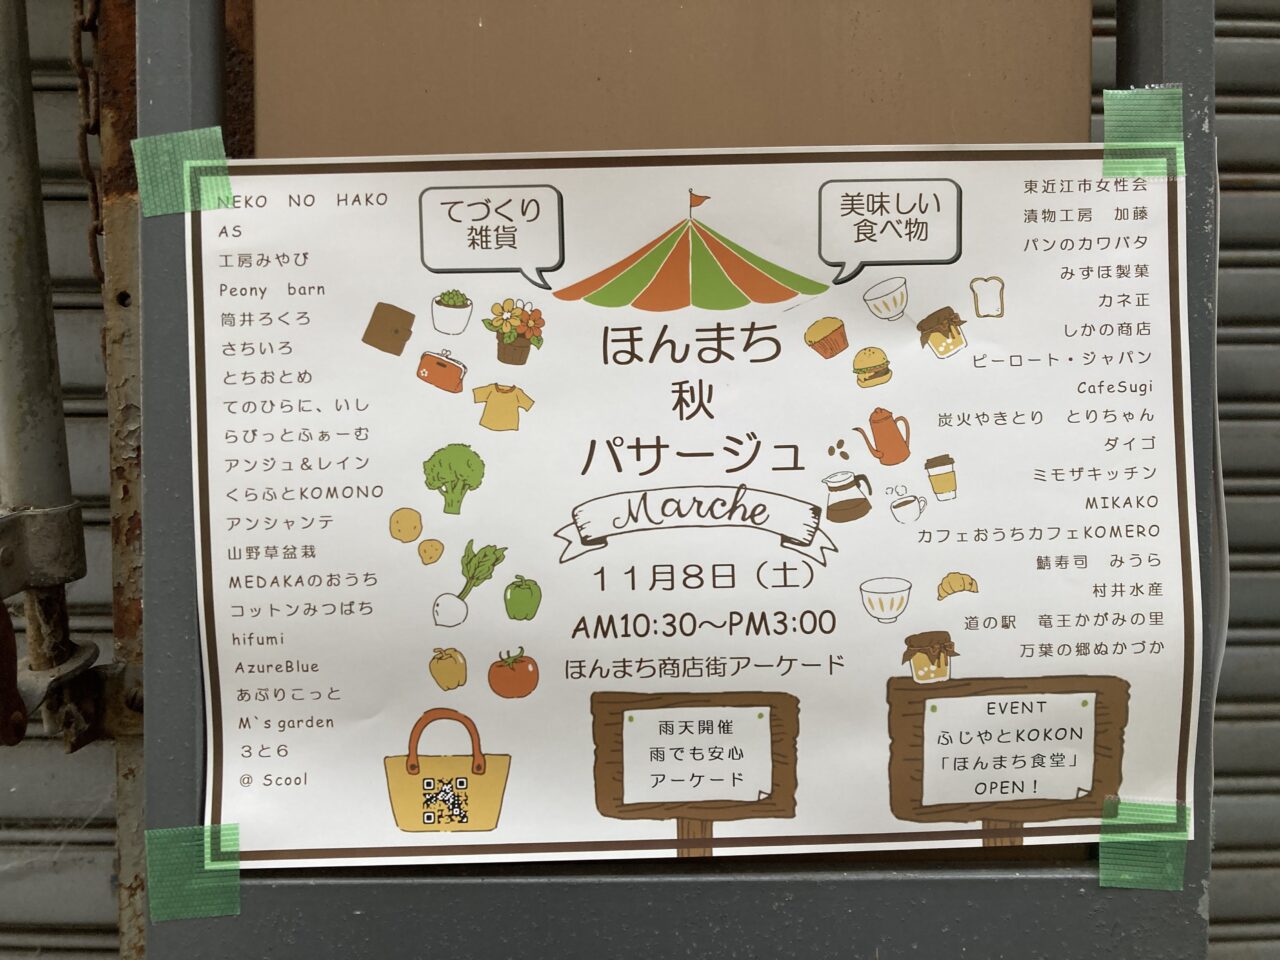 NEKO NO HAKO
AS
工房みやび
Peony barn
筒井ろくろ
さちいろ
とちおとめ
てのひらに、いし
らびっとふぁーむ
アンジュ＆レイン
くらふとKOMONO
アンシャンテ
山野草盆栽
MEDAKAのおうち
コットンみつばち
hifumi
AzureBlue
あぷりこっと
M`s garden
３と６
@ Scool
てづくり
雑貨
美味しい
食べ物
ほんまち
秋
パサージュ
Marche
１１月８日（土）
AM10:30～PM3:00
ほんまち商店街アーケード
雨天開催
雨でも安心
アーケード
東近江市女性会
漬物工房 加藤
パンのカワバタ
みずほ製菓
カネ正
しかの商店
ピーロート・ジャパン
CafeSugi
炭火やきとり とりちゃん
ダイゴ
ミモザキッチン
MIKAKO
カフェおうちカフェKOMERO
鯖寿司 みうら
村井水産
道の駅 竜王かがみの里
万葉の郷ぬかづか
EVENT
ふじやとKOKON
「ほんまち食堂」
OPEN！